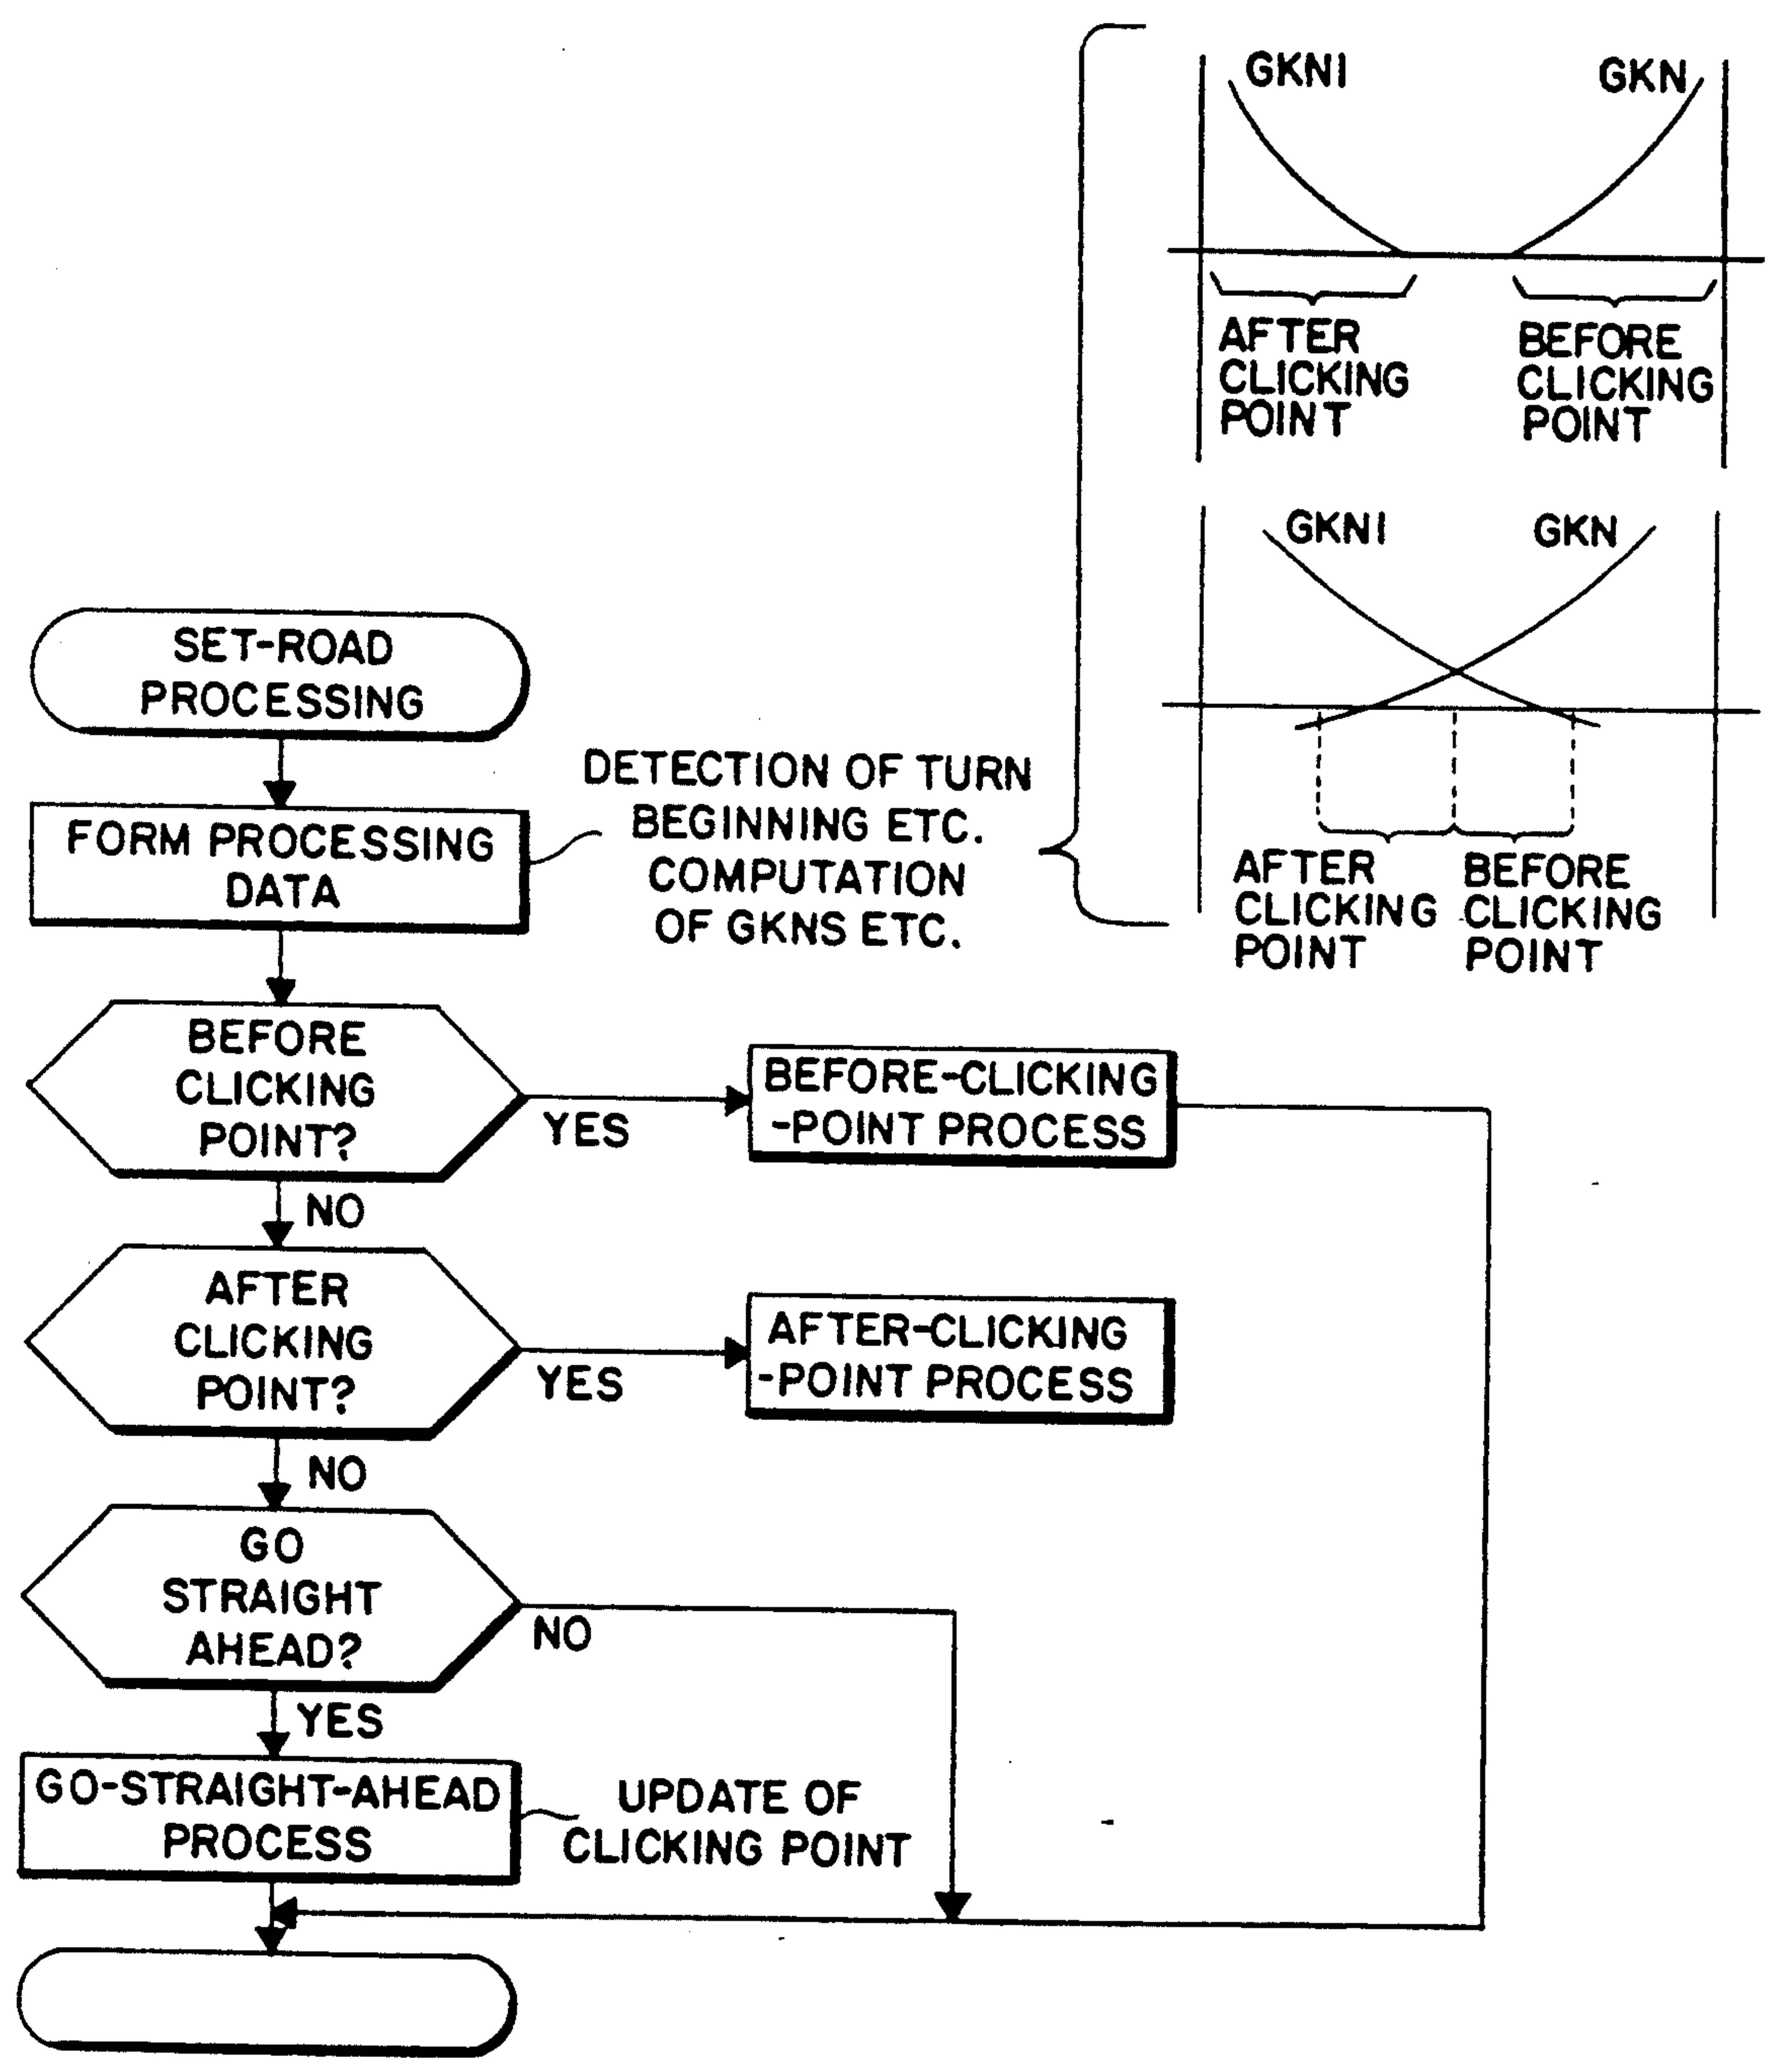 GKNI
GKN
AFTER
CLICKING
POINT
BEFORE
CLICKING
POINT
GKNI
GKN
AFTER
CLICKING
POINT
BEFORE
CLICKING
POINT
SET-ROAD
PROCESSING
FORM PROCESSING
DATA
DETECTION OF TURN
BEGINNING ETC.
COMPUTATION
OF GKNS ETC.
BEFORE
CLICKING
POINT?
YES
BEFORE-CLICKING
-POINT PROCESS
NO
AFTER
CLICKING
POINT?
YES
AFTER-CLICKING
-POINT PROCESS
NO
GO
STRAIGHT
AHEAD?
NO
YES
GO-STRAIGHT-AHEAD
PROCESS
UPDATE OF
CLICKING POINT